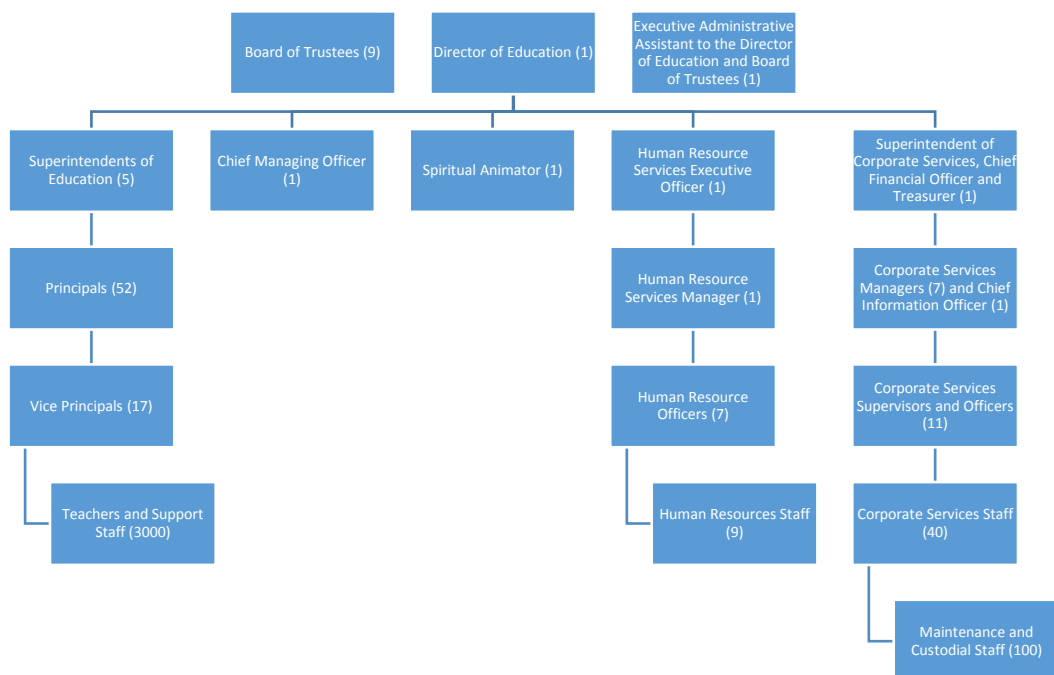 Board of Trustees (9)
Director of Education (1)
Executive Administrative
Assistant to the Director
of Education and Board
of Trustees (1)
Superintendents of
Education (5)
Chief Managing Officer
(1)
Spiritual Animator (1)
Human Resource
Services Executive
Officer (1)
Superintendent of
Corporate Services, Chief
Financial Officer and
Treasurer (1)
Principals (52)
Human Resource
Services Manager (1)
Corporate Services
Managers (7) and Chief
Information Officer (1)
Vice Principals (17)
Human Resource
Officers (7)
Corporate Services
Supervisors and Officers
(11)
Teachers and Support
Staff (3000)
Human Resources Staff
(9)
Corporate Services Staff
(40)
Maintenance and
Custodial Staff (100)